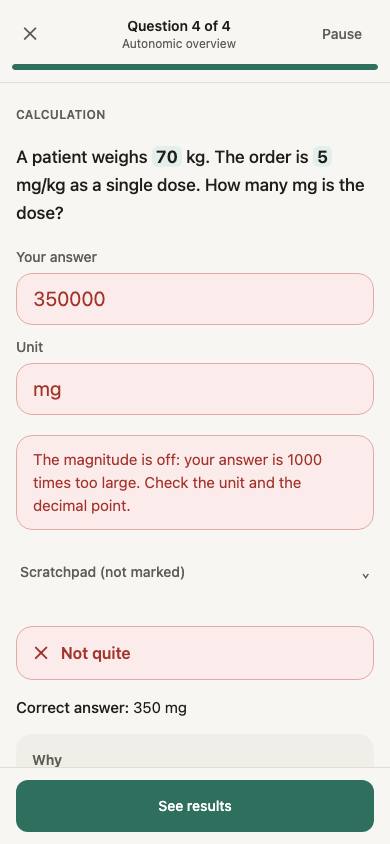 Question 4 of 4
Autonomic overview
Pause
CALCULATION
A patient weighs 70 kg. The order is 5
mg/kg as a single dose. How many mg is the
dose?
Your answer
350000
Unit
mg
The magnitude is off: your answer is 1000
times too large. Check the unit and the
decimal point.
Scratchpad (not marked)
Not quite
Correct answer: 350 mg
Why
See results